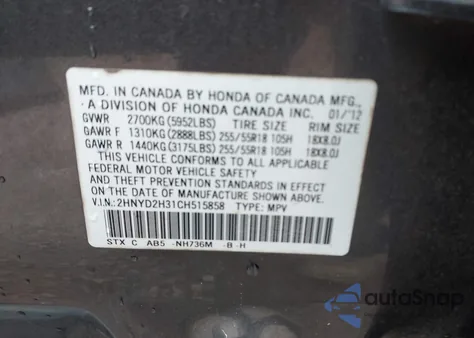 MFD. IN CANADA BY HONDA OF CANADA MFG.,
A DIVISION OF HONDA CANADA INC. 01/'12
GVWR 2700KG(5952LBS) TIRE SIZE RIM SIZE
GAWR F 1310KG(2888LBS) 255/55R18 105H 18X8.0J
GAWR R 1440KG(3175LBS) 255/55R18 105H 18X8.0J
THIS VEHICLE CONFORMS TO ALL APPLICABLE
FEDERAL MOTOR VEHICLE SAFETY AND THEFT
PREVENTION STANDARDS IN EFFECT ON THE
DATE OF MANUFACTURE SHOWN ABOVE.
V.I.N.: 2HNYD2H31CH515858 TYPE: MPV
STX C AB5 -NH736M -B -H
autoSnap